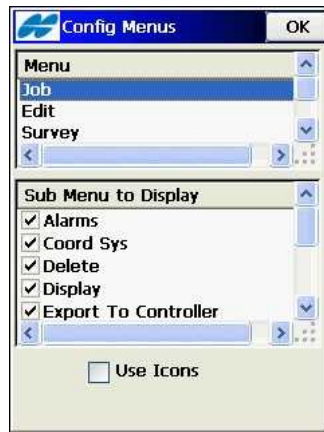 Config Menus OK
Menu
Job
Edit
Survey
Sub Menu to Display
Alarms
Coord Sys
Delete
Display
Export To Controller
Use Icons